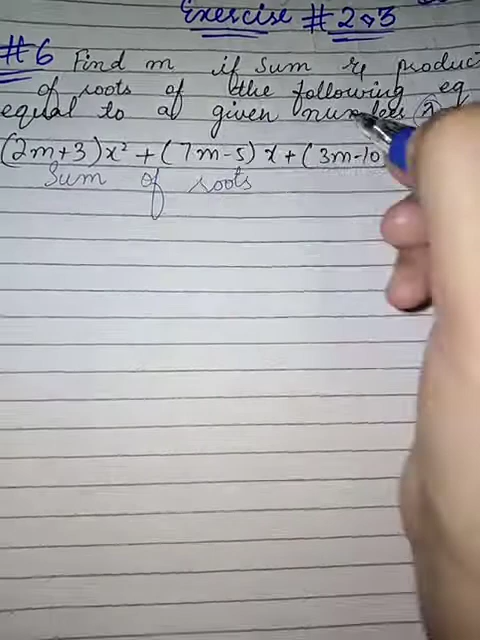 Exercise # 2.3
#6 Find m if sum & product
of roots of the following eq
equal to a given number
(2m+3)x² + (7m-5)x + (3m-10
Sum of roots